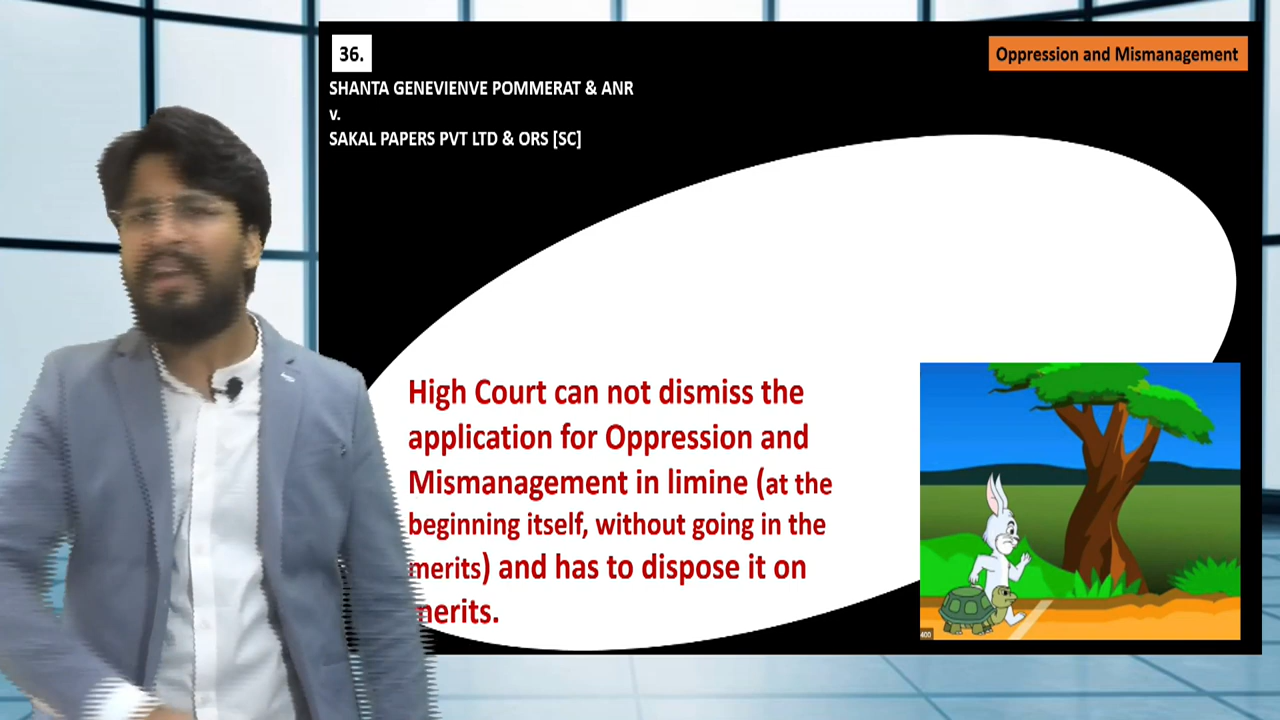 36.
Oppression and Mismanagement
SHANTA GENEVIENVE POMMERAT & ANR
v.
SAKAL PAPERS PVT LTD & ORS [SC]
High Court can not dismiss the
application for Oppression and
Mismanagement in limine (at the
beginning itself, without going in the
merits) and has to dispose it on
merits.
400